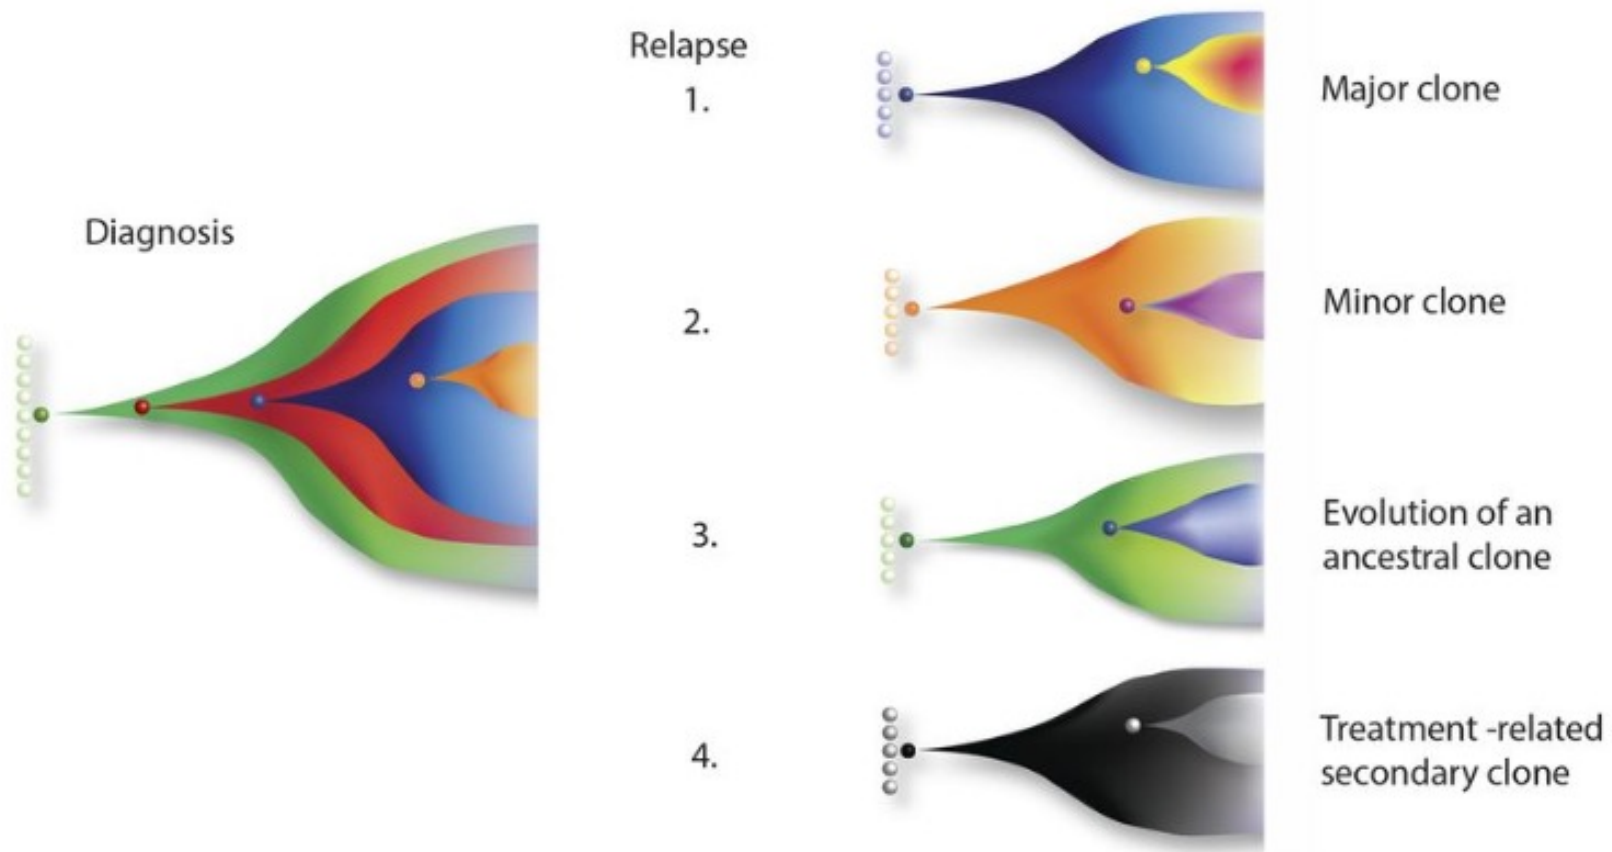 Diagnosis
Relapse
1.
Major clone
2.
Minor clone
3.
Evolution of an
ancestral clone
4.
Treatment -related
secondary clone